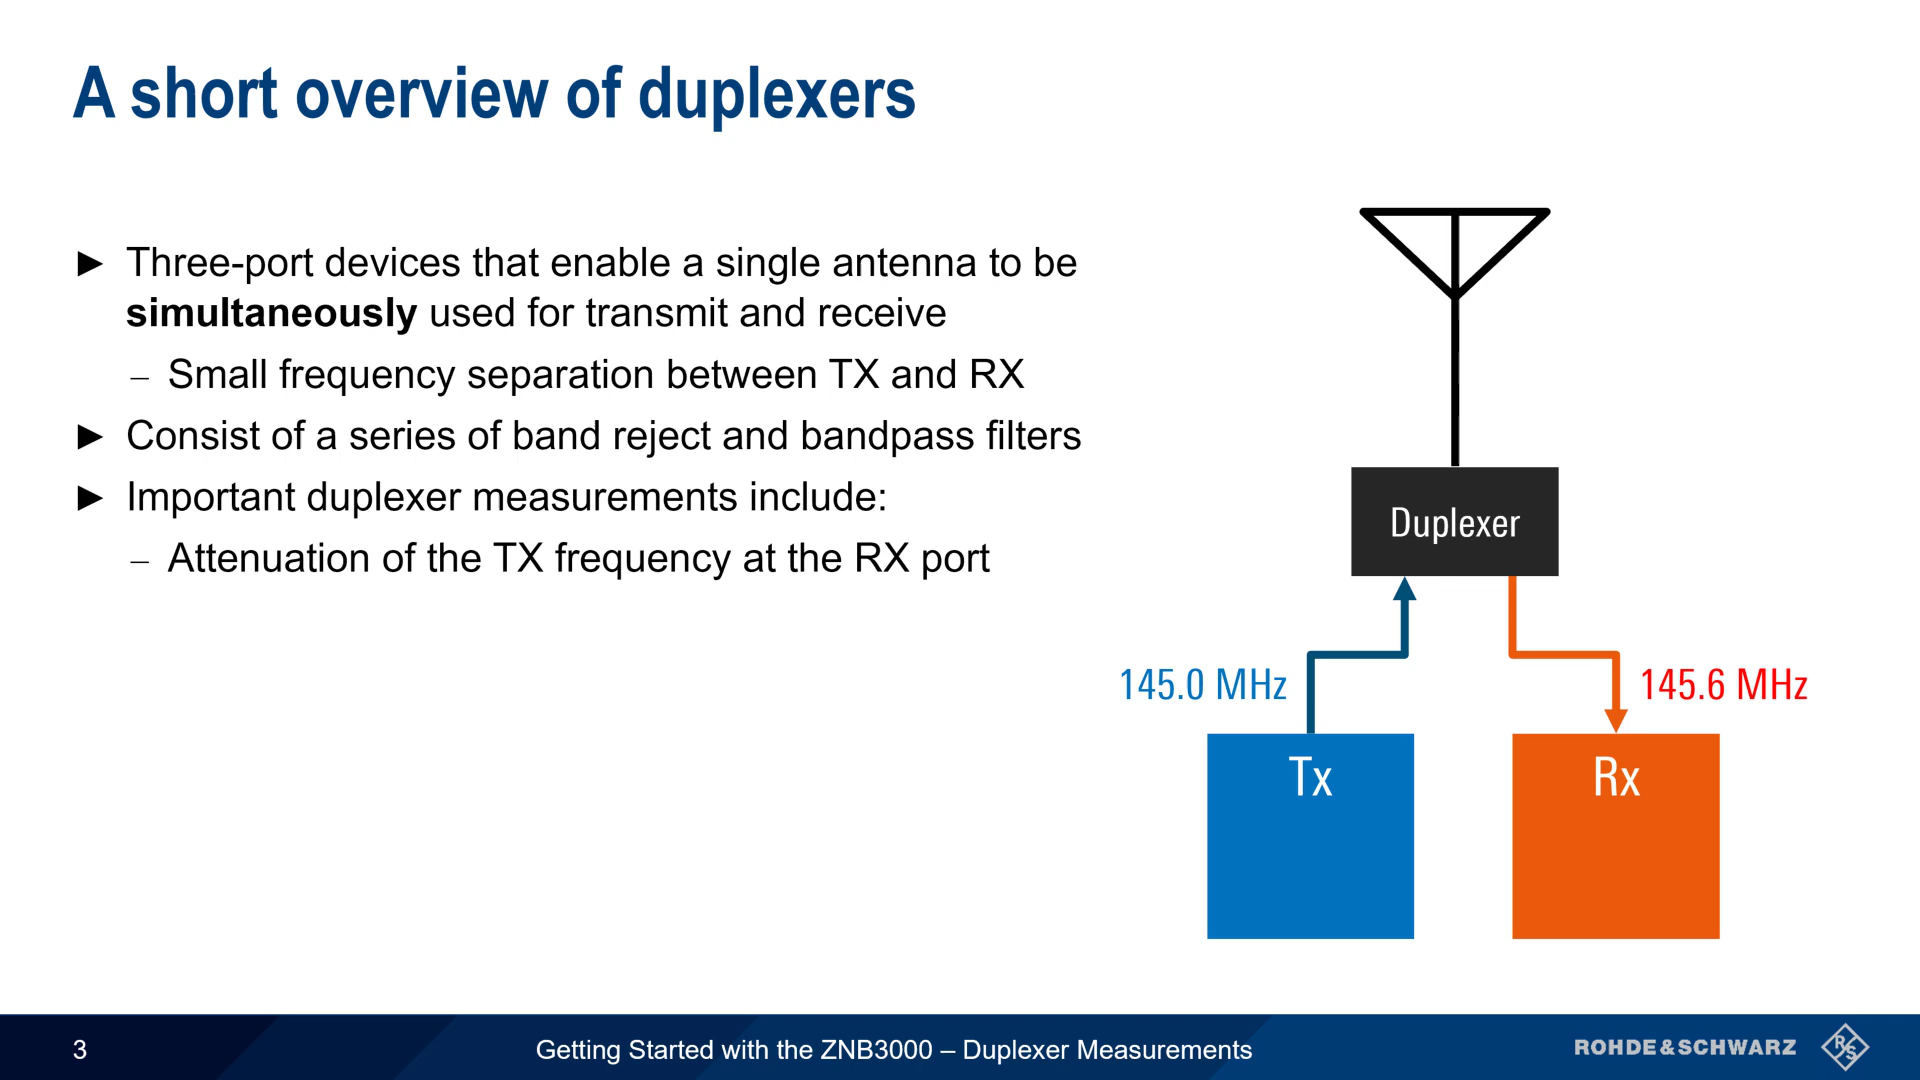 A short overview of duplexers
► Three-port devices that enable a single antenna to be
simultaneously used for transmit and receive
– Small frequency separation between TX and RX
► Consist of a series of band reject and bandpass filters
► Important duplexer measurements include:
– Attenuation of the TX frequency at the RX port
Duplexer
145.0 MHz
145.6 MHz
Tx
Rx
3
Getting Started with the ZNB3000 – Duplexer Measurements
ROHDE&SCHWARZ
R&S